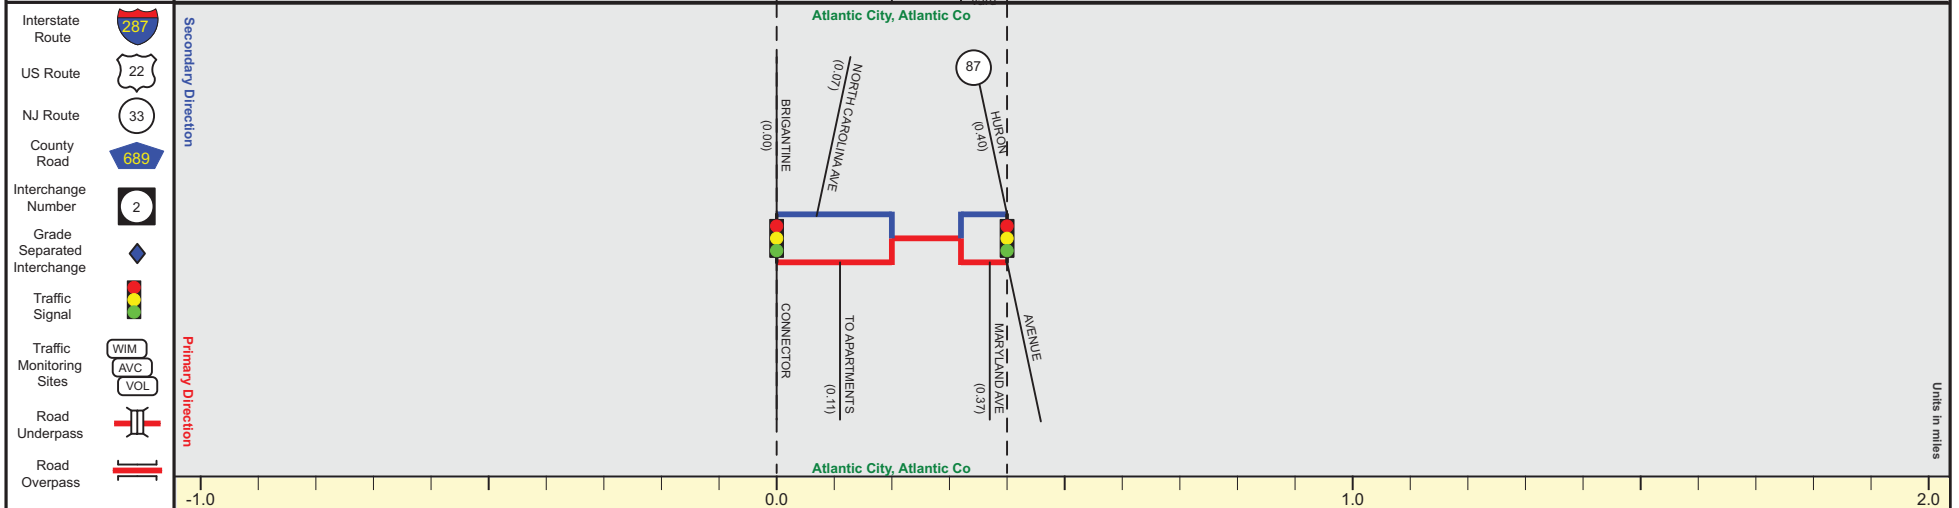 Interstate
Route
287
US Route
22
NJ Route
33
County
Road
689
Interchange
Number
2
Grade
Separated
Interchange
Traffic
Signal
Traffic
Monitoring
Sites
WIM
AVC
VOL
Road
Underpass
Road
Overpass
Secondary Direction
Primary Direction
Atlantic City, Atlantic Co
BRIGANTINE
(0.00)
NORTH CAROLINA AVE
(0.07)
87
HURON
(0.40)
CONNECTOR
TO APARTMENTS
(0.11)
MARYLAND AVE
(0.37)
AVENUE
Atlantic City, Atlantic Co
Units in miles
-1.0
0.0
1.0
2.0